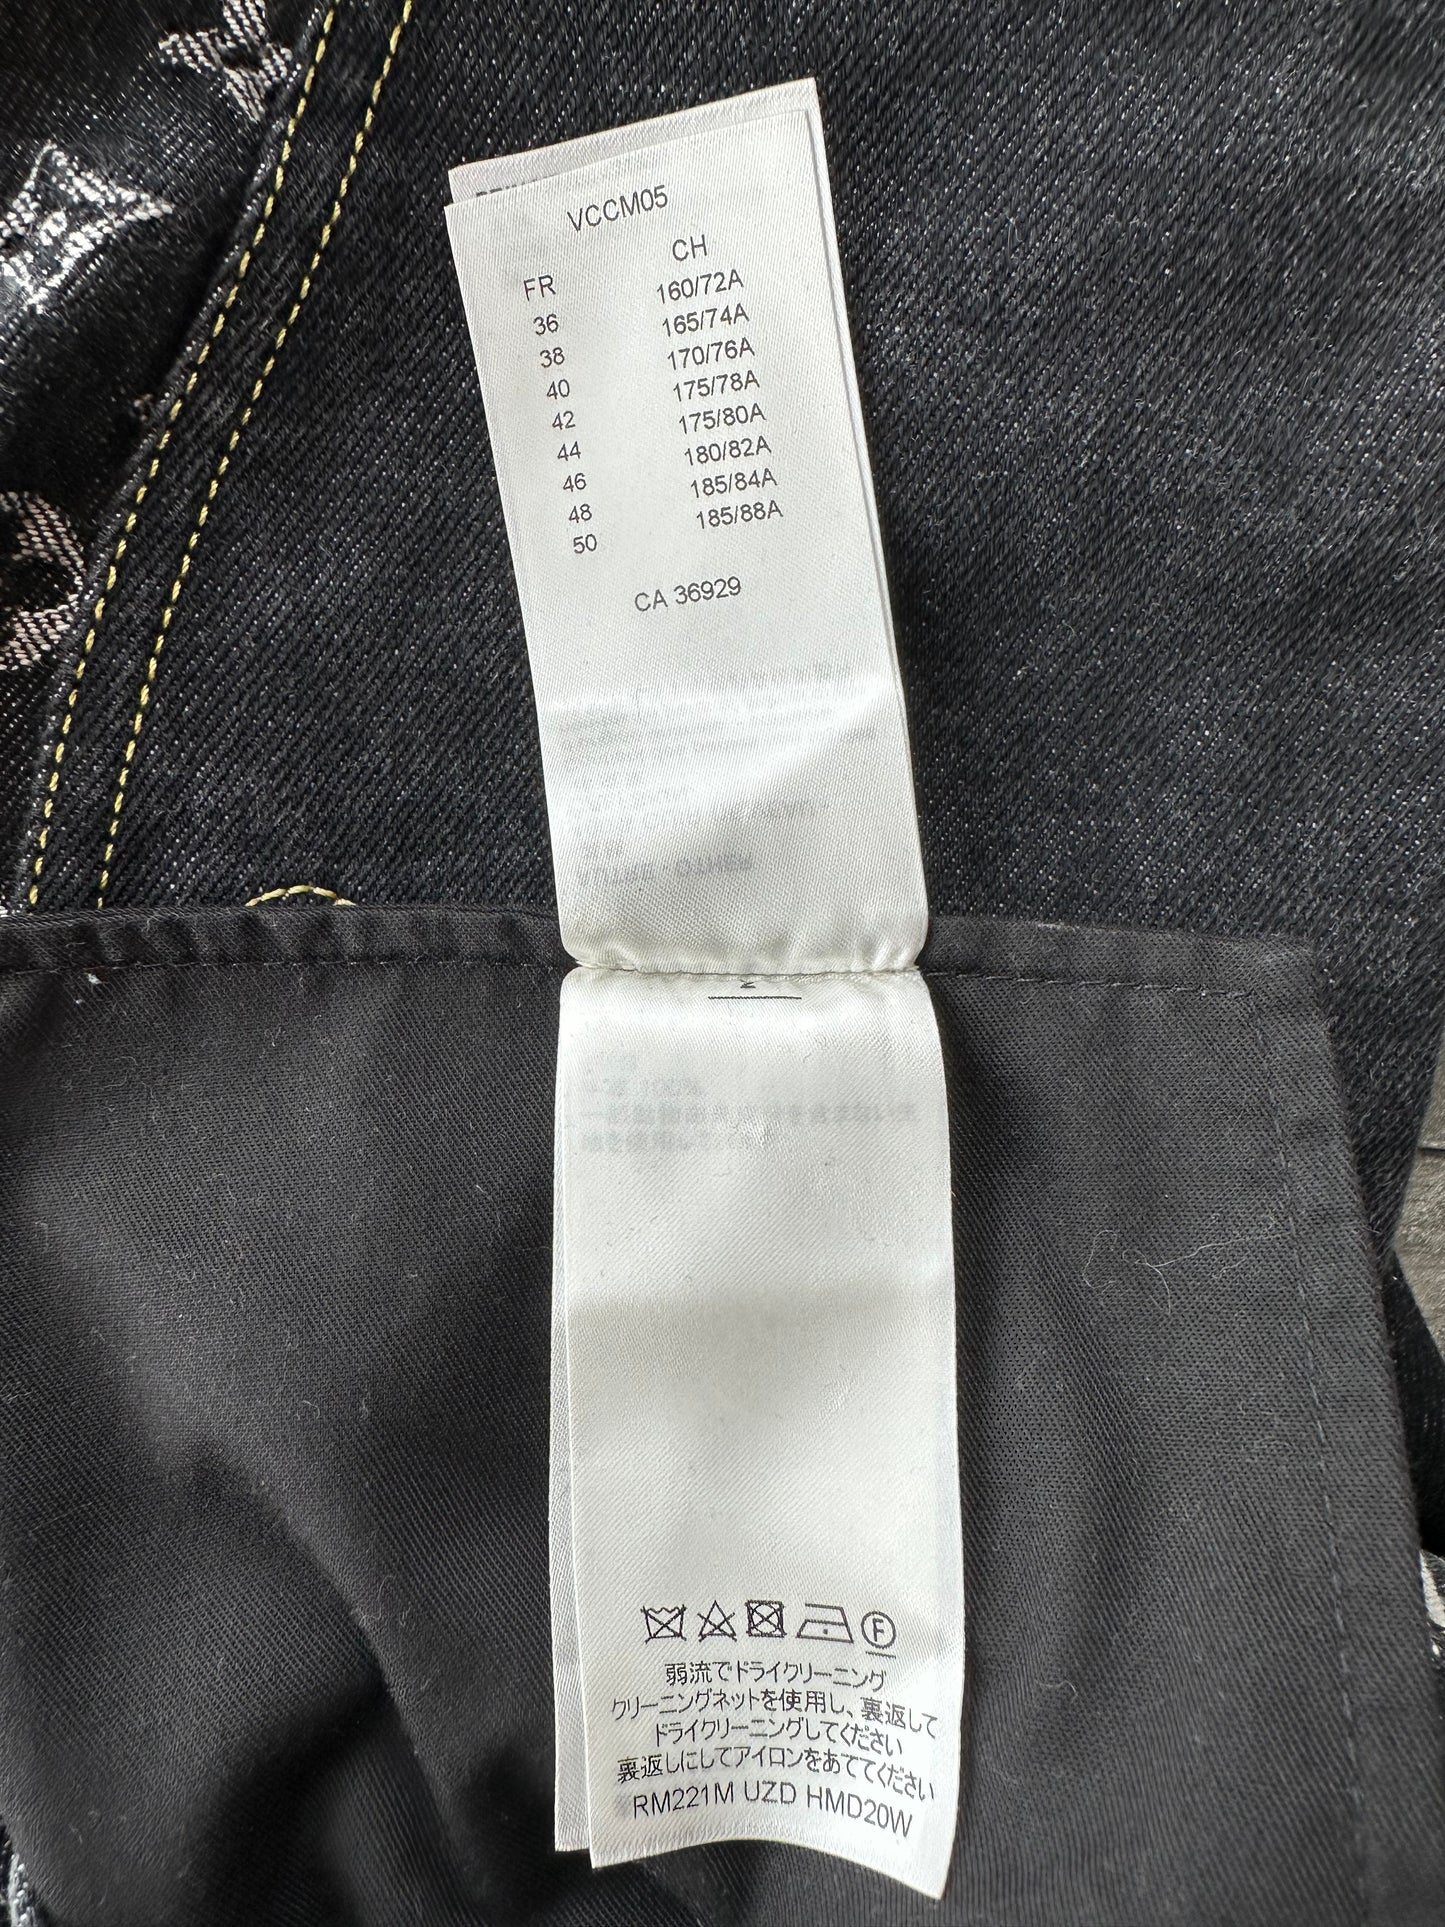 VCCM05
FR CH
36 160/72A
38 165/74A
40 170/76A
42 175/78A
44 175/80A
46 180/82A
48 185/84A
50 185/88A
CA 36929
F
弱流でドライクリーニング
クリーニングネットを使用し、裏返して
ドライクリーニングしてください
裏返しにしてアイロンをあててください
RM221M UZD HMD20W